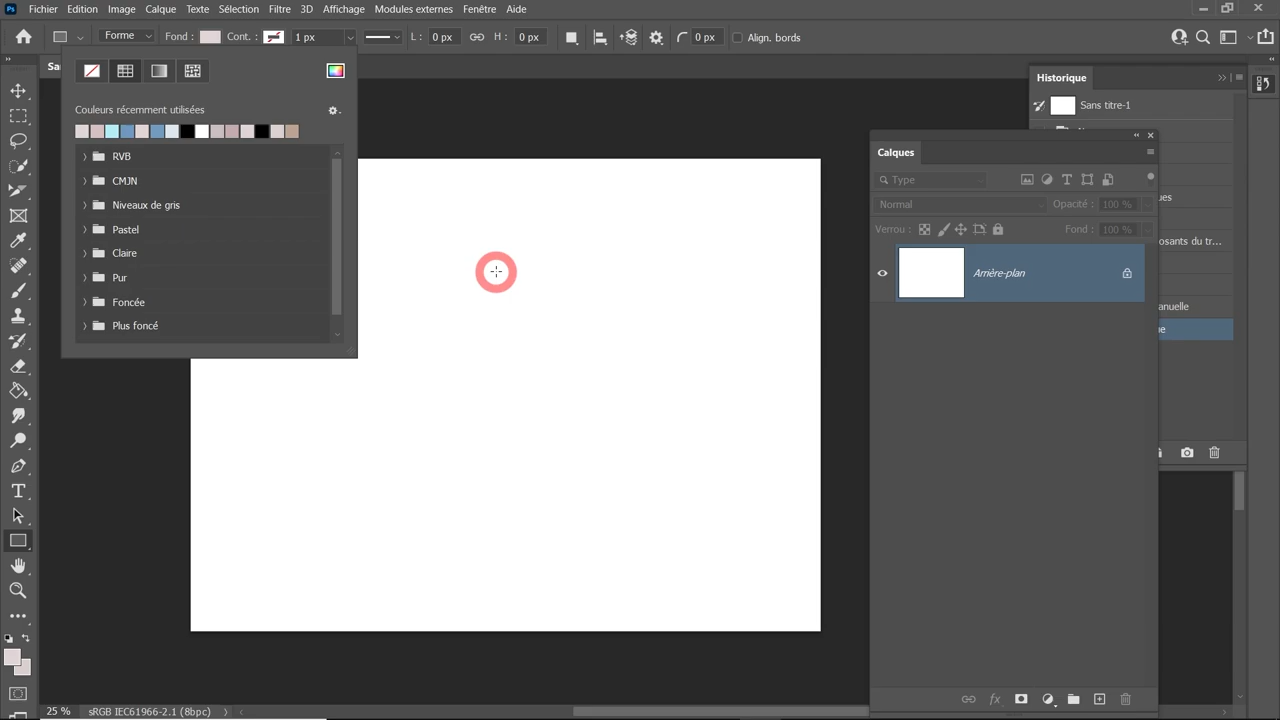 Ps Fichier Edition Image Calque Texte Sélection Filtre 3D Affichage Modules externes Fenêtre Aide
Forme Fond : Cont. : 1 px L : 0 px H : 0 px 0 px Align. bords
Couleurs récemment utilisées
RVB
CMJN
Niveaux de gris
Pastel
Claire
Pur
Foncée
Plus foncé
Historique
Sans titre-1
Calques
Type
Normal Opacité : 100 %
Verrou : Fond : 100 %
Arrière-plan
25 % sRGB IEC61966-2.1 (8bpc)